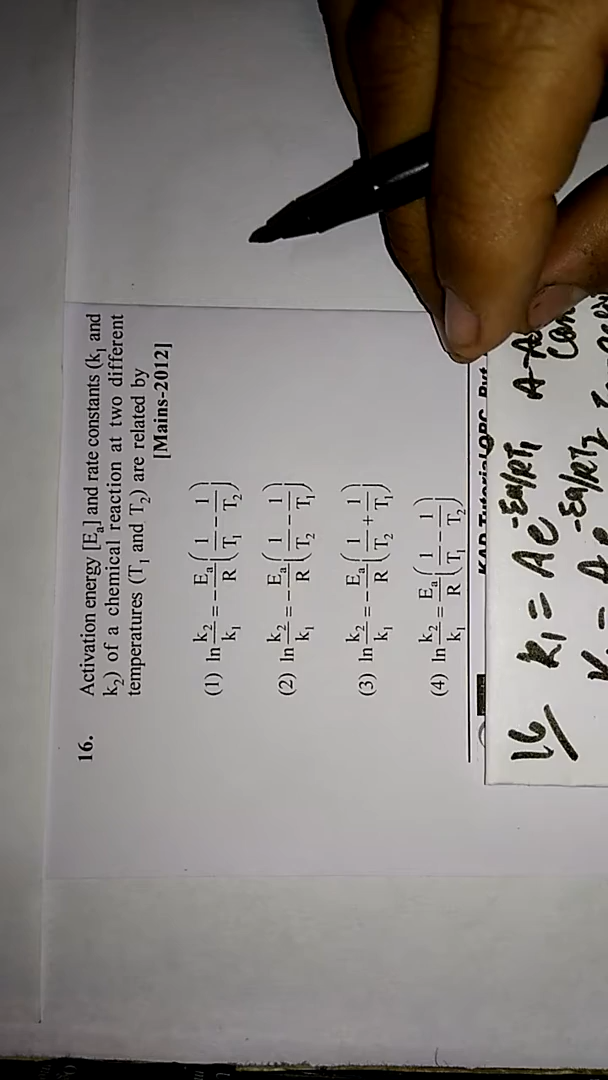 16. Activation energy [Eₐ] and rate constants (k₁ and
k₂) of a chemical reaction at two different
temperatures (T₁ and T₂) are related by
[Mains-2012]
(1) ln k₂/k₁ = − Eₐ/R (1/T₁ − 1/T₂)
(2) ln k₂/k₁ = − Eₐ/R (1/T₂ − 1/T₁)
(3) ln k₂/k₁ = − Eₐ/R (1/T₂ + 1/T₁)
(4) ln k₂/k₁ = Eₐ/R (1/T₁ − 1/T₂)
16/ k₁ = Ae^-Ea/RT₁